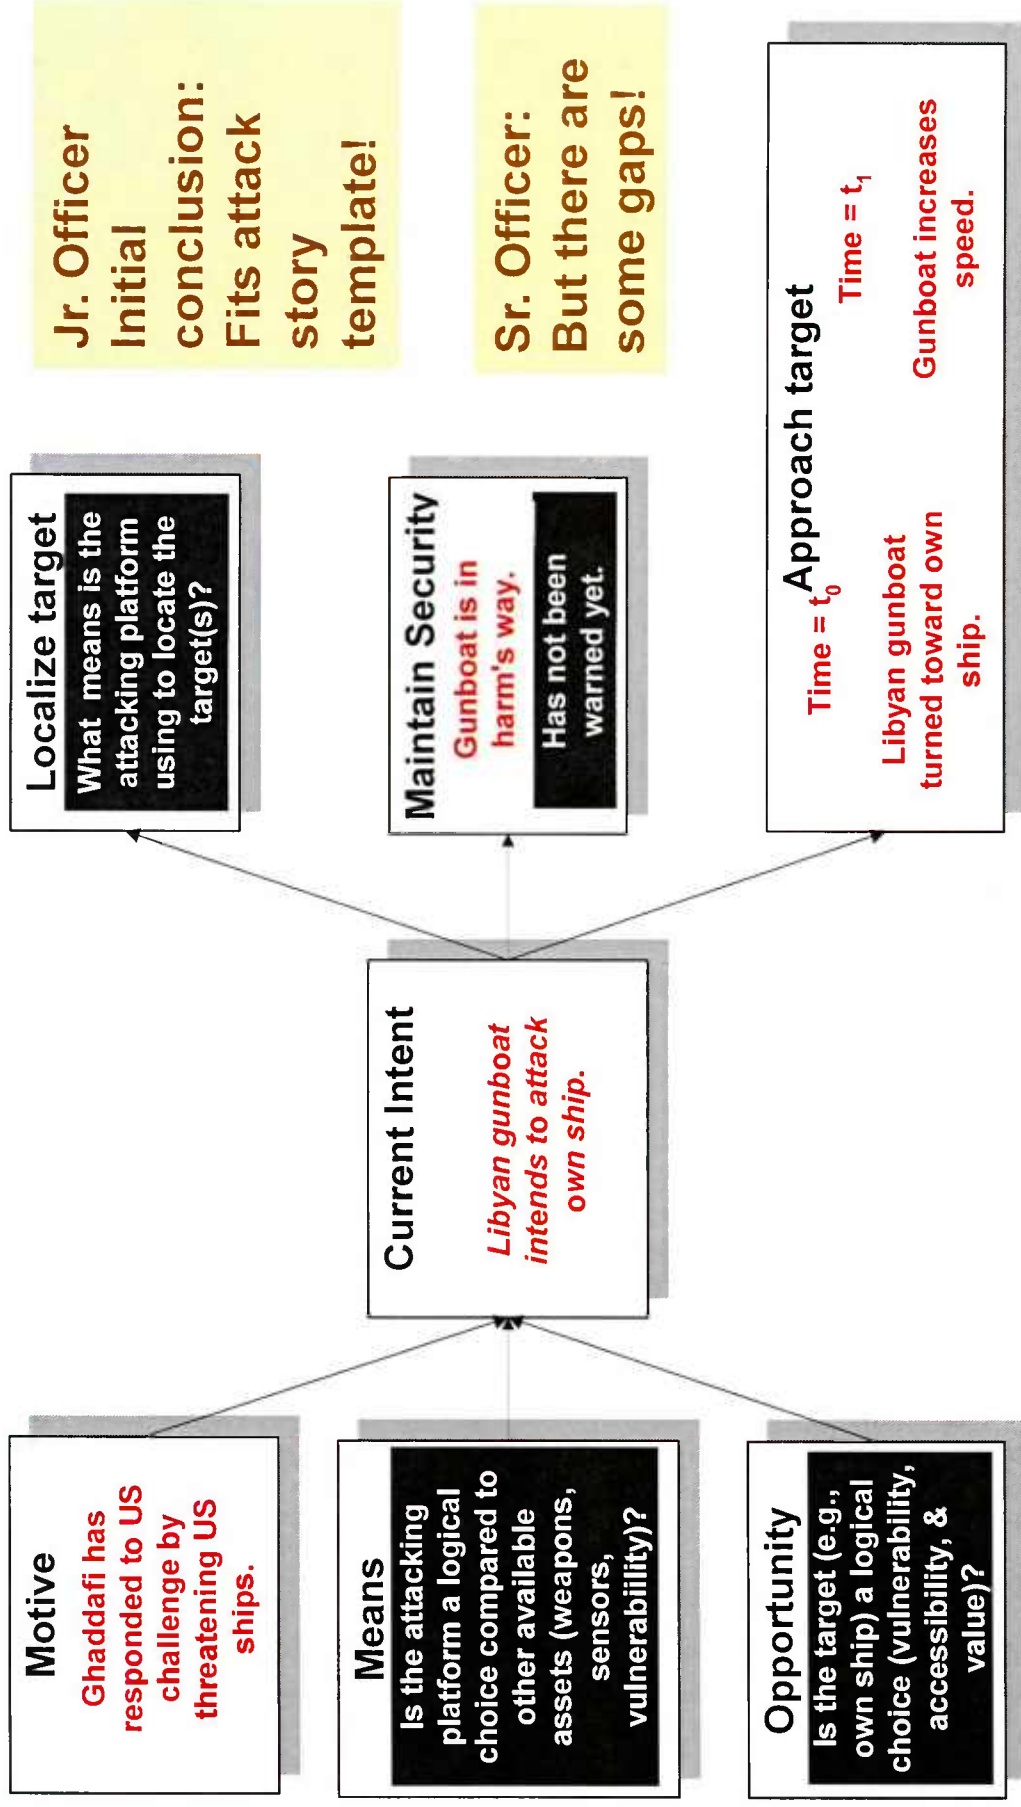 Motive
Ghaddafi has
responded to US
challenge by
threatening US
ships.
Means
Is the attacking
platform a logical
choice compared to
other available
assets (weapons,
sensors,
vulnerability)?
Opportunity
Is the target (e.g.,
own ship) a logical
choice (vulnerability,
accessibility, &
value)?
Current Intent
Libyan gunboat
intends to attack
own ship.
Localize target
What means is the
attacking platform
using to locate the
target(s)?
Maintain Security
Gunboat is in
harm's way.
Has not been
warned yet.
Approach target
Time = t0
Libyan gunboat
turned toward own
ship.
Time = t1
Gunboat increases
speed.
Jr. Officer
Initial
conclusion:
Fits attack
story
template!
Sr. Officer:
But there are
some gaps!